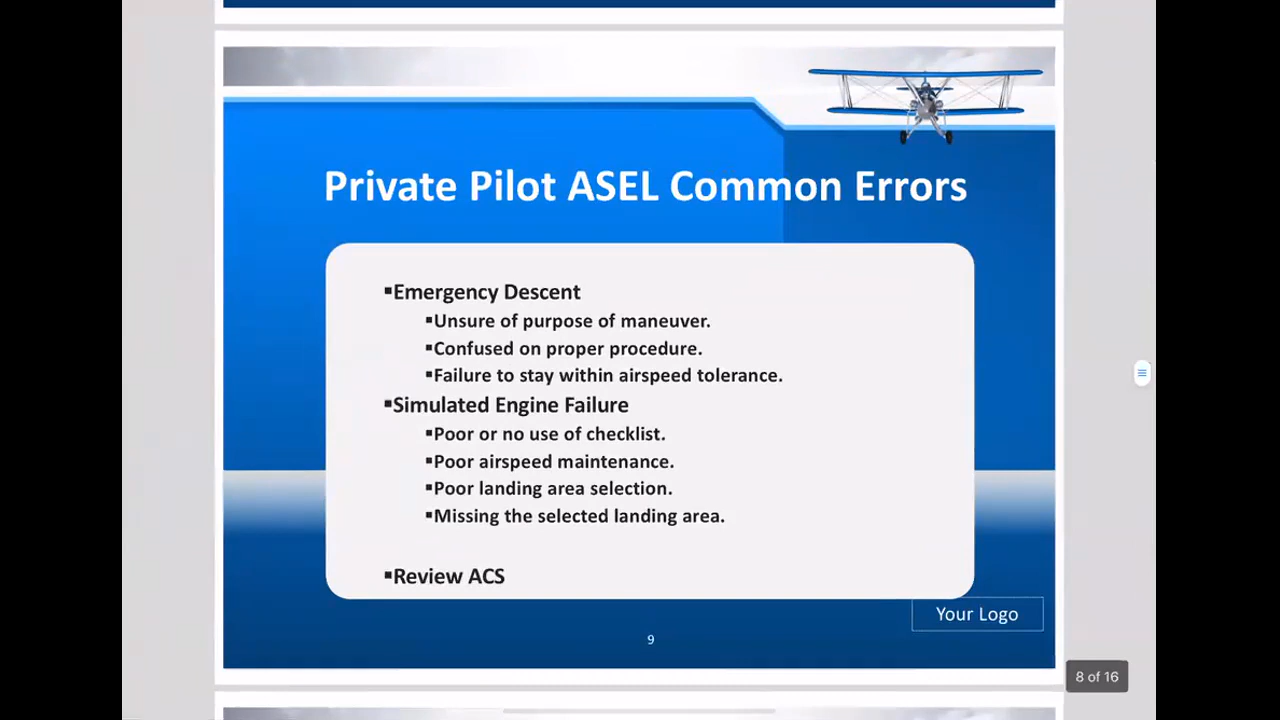 Private Pilot ASEL Common Errors
▪Emergency Descent
▪Unsure of purpose of maneuver.
▪Confused on proper procedure.
▪Failure to stay within airspeed tolerance.
▪Simulated Engine Failure
▪Poor or no use of checklist.
▪Poor airspeed maintenance.
▪Poor landing area selection.
▪Missing the selected landing area.
▪Review ACS
Your Logo
9
8 of 16